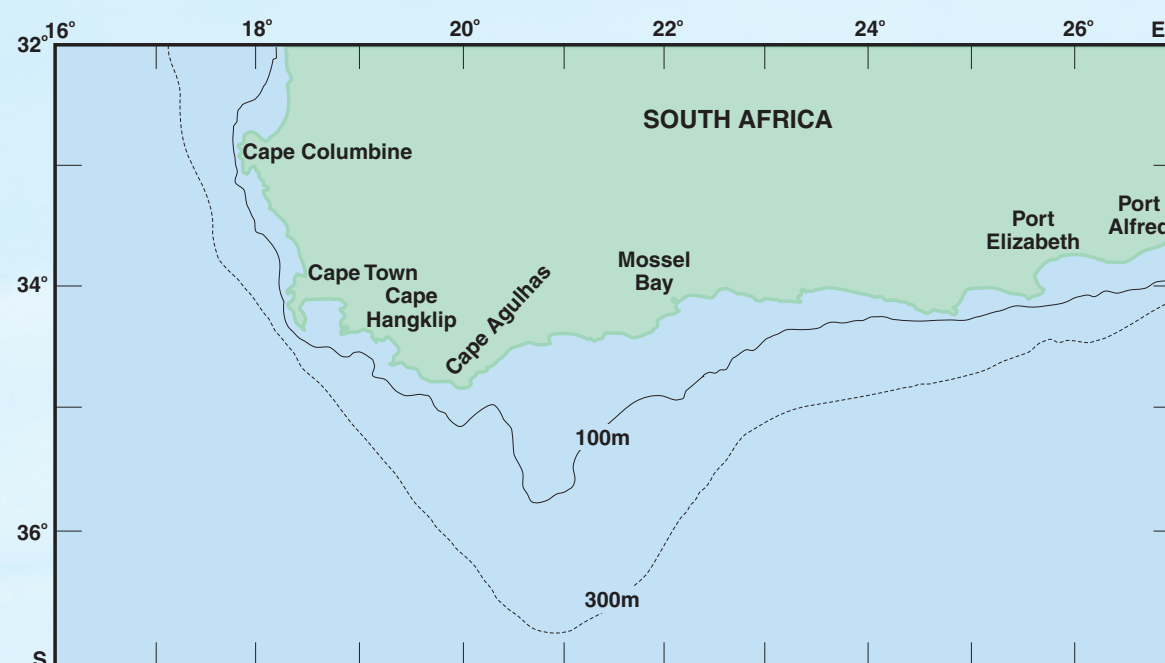 16° 18° 20° 22° 24° 26° E
32°
SOUTH AFRICA
Cape Columbine
Port
Alfred
Port
Elizabeth
Mossel
Bay
Cape Town
Cape
Hangklip
Cape Agulhas
34°
100m
36°
300m
S